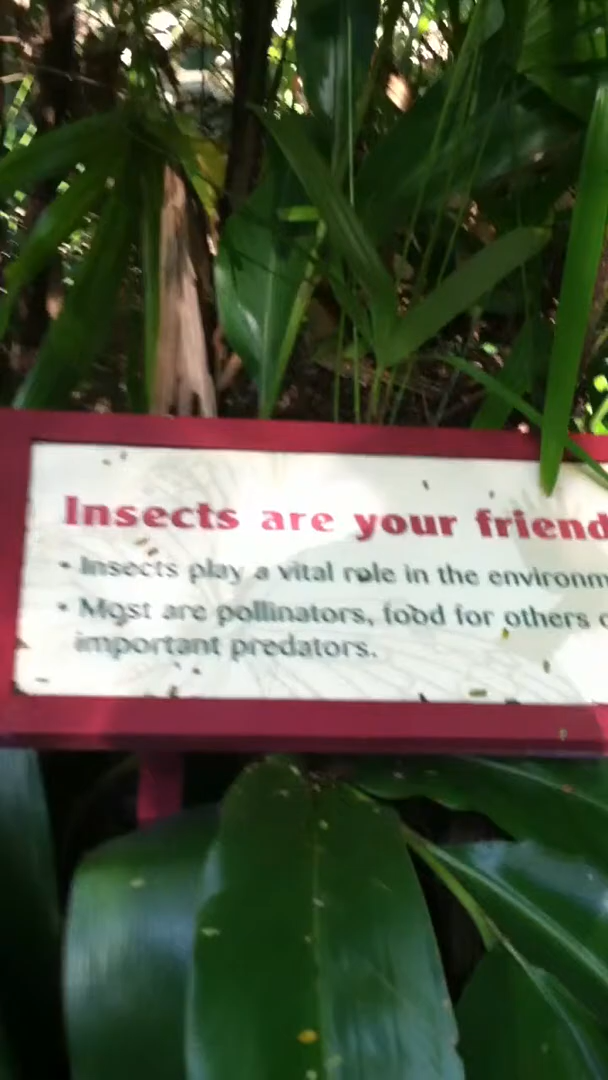 Insects are your friend
• Insects play a vital role in the environm
• Most are pollinators, food for others
important predators.